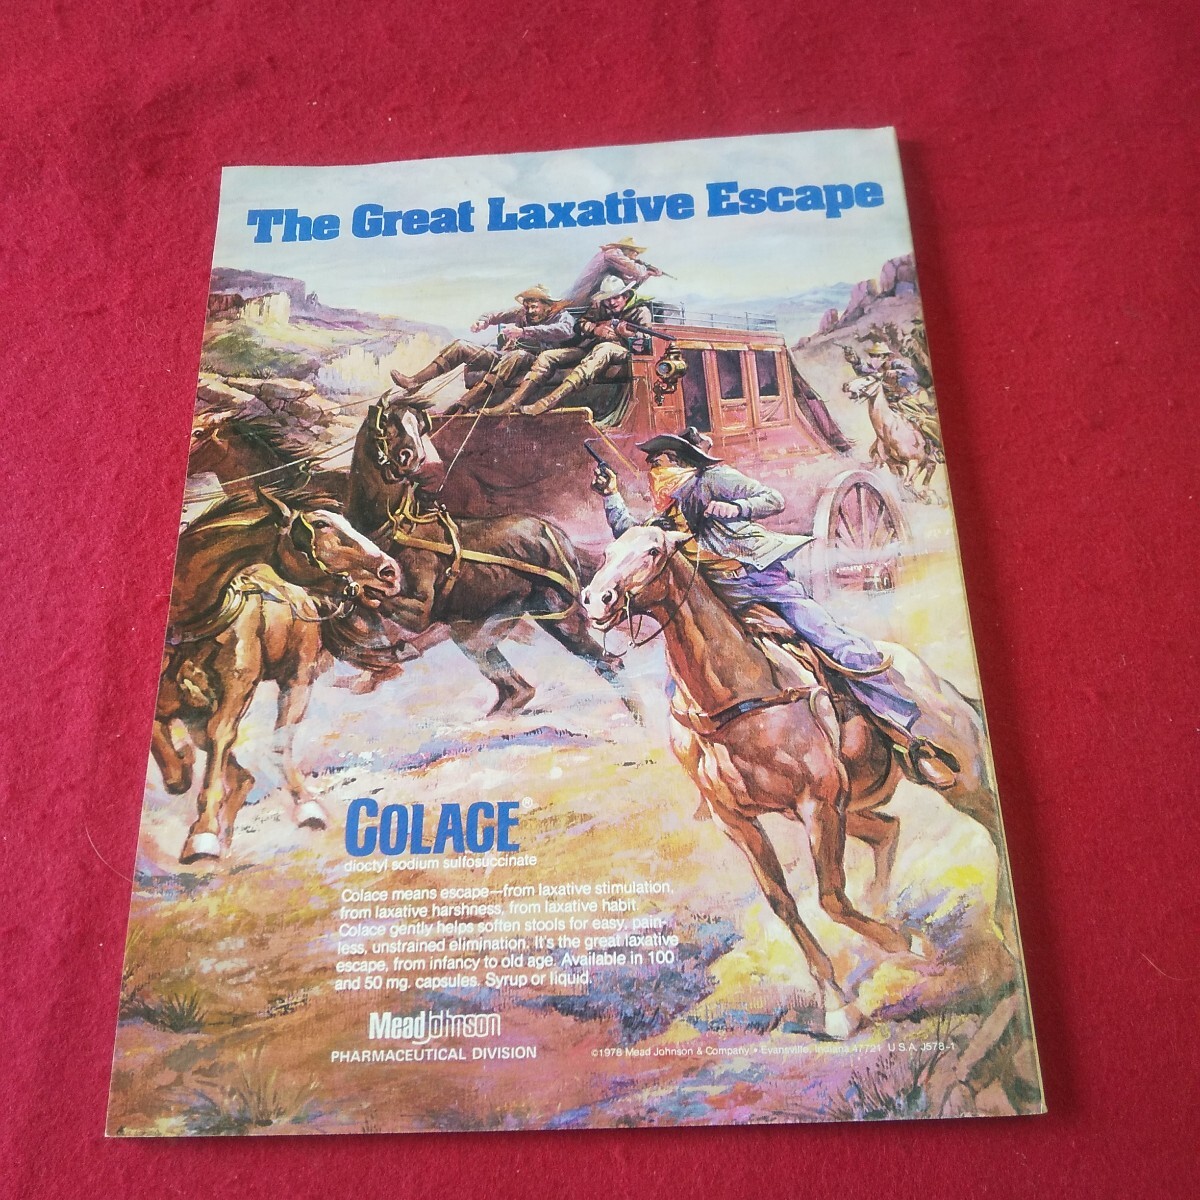 The Great Laxative Escape
COLACE®
dioctyl sodium sulfosuccinate
Colace means escape—from laxative stimulation,
from laxative harshness, from laxative habit.
Colace gently helps soften stools for easy, pain-
less, unstrained elimination. It's the great laxative
escape, from infancy to old age. Available in 100
and 50 mg. capsules. Syrup or liquid.
MeadJohnson
PHARMACEUTICAL DIVISION
©1978 Mead Johnson & Company • Evansville, Indiana 47721 U.S.A. J578-1